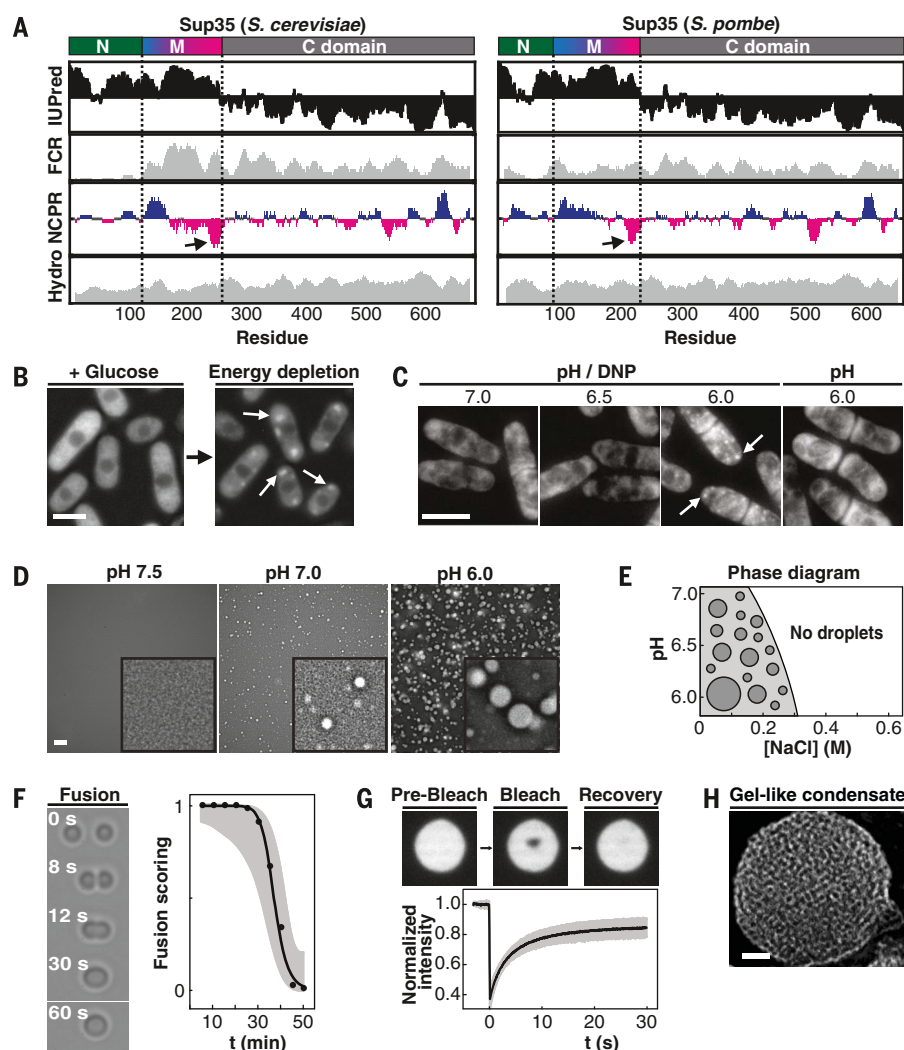 A
Sup35 (S. cerevisiae)
Sup35 (S. pombe)
N M C domain
N M C domain
IUPred
FCR
NCPR
Hydro
100 200 300 400 500 600
100 200 300 400 500 600
Residue
Residue
B
+ Glucose
Energy depletion
C
pH / DNP
pH
7.0 6.5 6.0 6.0
D
pH 7.5
pH 7.0
pH 6.0
E
Phase diagram
No droplets
pH
7.0
6.5
6.0
0 0.2 0.4 0.6
[NaCl] (M)
F
Fusion
0 s
8 s
12 s
30 s
60 s
Fusion scoring
1
0
10 30 50
t (min)
G
Pre-Bleach
Bleach
Recovery
Normalized
intensity
1.0
0.8
0.6
0.4
0 10 20 30
t (s)
H
Gel-like condensate